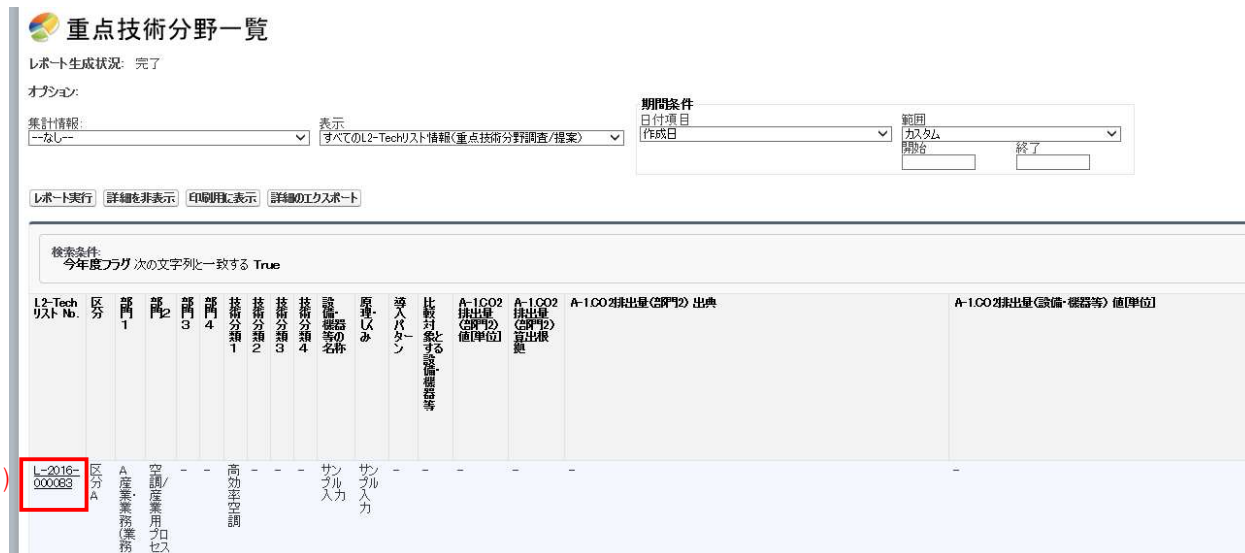 重点技術分野一覧
レポート生成状況: 完了
オプション:
集計情報:
--なし--
表示
すべてのL2-Techリスト情報(重点技術分野調査/提案)
期間条件
日付項目
作成日
範囲
カスタム
開始
終了
レポート実行 詳細を非表示 印刷用に表示 詳細のエクスポート
検索条件:
今年度フラグ 次の文字列と一致する True
L2-Tech
リスト No.
区分
部門1
部門2
部門3
部門4
技術分類1
技術分類2
技術分類3
技術分類4
設備・機器等の名称
原理・しくみ
導入パターン
比較対象とする設備・機器等
A-1.CO2
排出量
(部門2)
値[単位]
A-1.CO2
排出量
(部門2)
算出根
拠
A-1.CO2排出量(部門2) 出典
A-1.CO2排出量(設備・機器等) 値[単位]
)
L-2016-
000083
区分A
A産業・業務(業務
空調/産業用プロセス
-
-
高効率空調
-
-
-
サンプル入力
サンプル入力
-
-
-
-
-
-